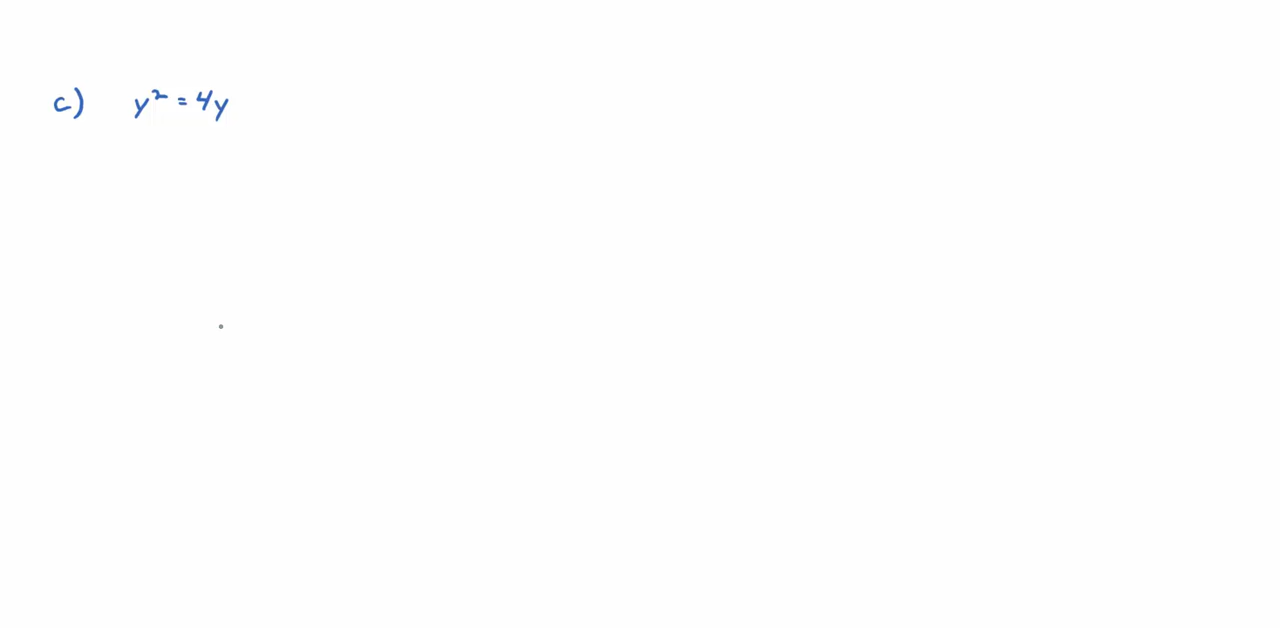 c) y² = 4y